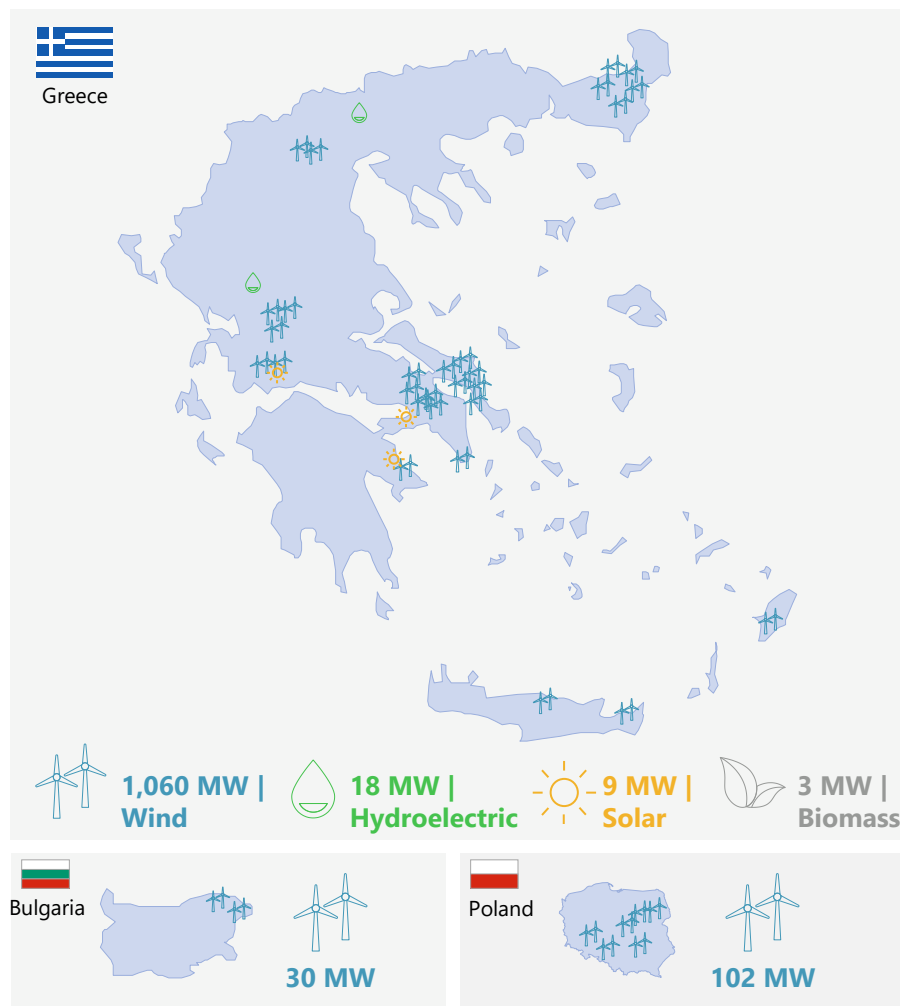 Greece
1,060 MW |
Wind
18 MW |
Hydroelectric
9 MW |
Solar
3 MW |
Biomass
Bulgaria
30 MW
Poland
102 MW